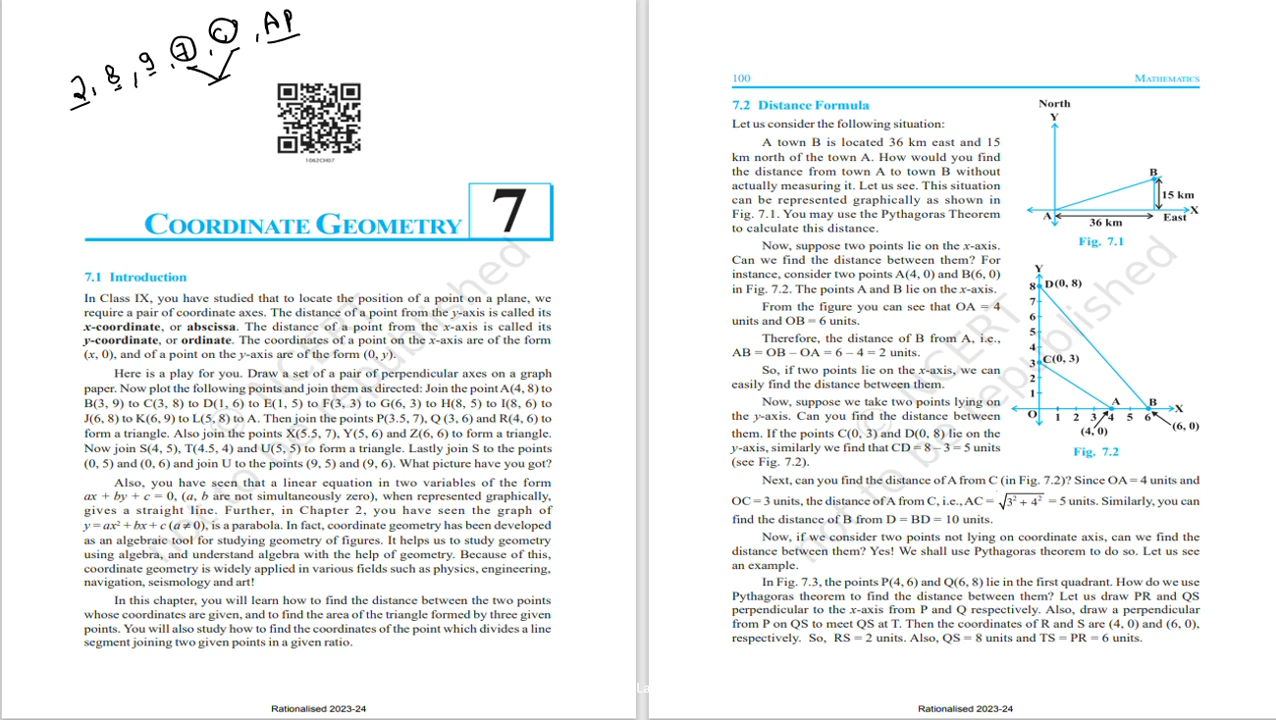 2, 8, 9, 7, C, AP
1062CH07
COORDINATE GEOMETRY 7
7.1 Introduction
In Class IX, you have studied that to locate the position of a point on a plane, we
require a pair of coordinate axes. The distance of a point from the y-axis is called its
x-coordinate, or abscissa. The distance of a point from the x-axis is called its
y-coordinate, or ordinate. The coordinates of a point on the x-axis are of the form
(x, 0), and of a point on the y-axis are of the form (0, y).
Here is a play for you. Draw a set of a pair of perpendicular axes on a graph
paper. Now plot the following points and join them as directed: Join the point A(4, 8) to
B(3, 9) to C(3, 8) to D(1, 6) to E(1, 5) to F(3, 3) to G(6, 3) to H(8, 5) to I(8, 6) to
J(6, 8) to K(6, 9) to L(5, 8) to A. Then join the points P(3.5, 7), Q (3, 6) and R(4, 6) to
form a triangle. Also join the points X(5.5, 7), Y(5, 6) and Z(6, 6) to form a triangle.
Now join S(4, 5), T(4.5, 4) and U(5, 5) to form a triangle. Lastly join S to the points
(0, 5) and (0, 6) and join U to the points (9, 5) and (9, 6). What picture have you got?
Also, you have seen that a linear equation in two variables of the form
ax + by + c = 0, (a, b are not simultaneously zero), when represented graphically,
gives a straight line. Further, in Chapter 2, you have seen the graph of
y = ax² + bx + c (a ≠ 0), is a parabola. In fact, coordinate geometry has been developed
as an algebraic tool for studying geometry of figures. It helps us to study geometry
using algebra, and understand algebra with the help of geometry. Because of this,
coordinate geometry is widely applied in various fields such as physics, engineering,
navigation, seismology and art!
In this chapter, you will learn how to find the distance between the two points
whose coordinates are given, and to find the area of the triangle formed by three given
points. You will also study how to find the coordinates of the point which divides a line
segment joining two given points in a given ratio.
Rationalised 2023-24
© NCERT
not to be republished
100 MATHEMATICS
7.2 Distance Formula
Let us consider the following situation:
A town B is located 36 km east and 15
km north of the town A. How would you find
the distance from town A to town B without
actually measuring it. Let us see. This situation
can be represented graphically as shown in
Fig. 7.1. You may use the Pythagoras Theorem
to calculate this distance.
North
Y
B
15 km
A
X
36 km
East
Fig. 7.1
Now, suppose two points lie on the x-axis.
Can we find the distance between them? For
instance, consider two points A(4, 0) and B(6, 0)
in Fig. 7.2. The points A and B lie on the x-axis.
From the figure you can see that OA = 4
units and OB = 6 units.
Therefore, the distance of B from A, i.e.,
AB = OB – OA = 6 – 4 = 2 units.
So, if two points lie on the x-axis, we can
easily find the distance between them.
Now, suppose we take two points lying on
the y-axis. Can you find the distance between
them. If the points C(0, 3) and D(0, 8) lie on the
y-axis, similarly we find that CD = 8 – 3 = 5 units
(see Fig. 7.2).
Y
8 D(0, 8)
7
6
5
4
3 C(0, 3)
2
1
A B
X
O 1 2 3 4 5 6
(4, 0) (6, 0)
Fig. 7.2
Next, can you find the distance of A from C (in Fig. 7.2)? Since OA = 4 units and
OC = 3 units, the distance of A from C, i.e., AC = √3² + 4² = 5 units. Similarly, you can
find the distance of B from D = BD = 10 units.
Now, if we consider two points not lying on coordinate axis, can we find the
distance between them? Yes! We shall use Pythagoras theorem to do so. Let us see
an example.
In Fig. 7.3, the points P(4, 6) and Q(6, 8) lie in the first quadrant. How do we use
Pythagoras theorem to find the distance between them? Let us draw PR and QS
perpendicular to the x-axis from P and Q respectively. Also, draw a perpendicular
from P on QS to meet QS at T. Then the coordinates of R and S are (4, 0) and (6, 0),
respectively. So, RS = 2 units. Also, QS = 8 units and TS = PR = 6 units.
Rationalised 2023-24
© NCERT
not to be republished